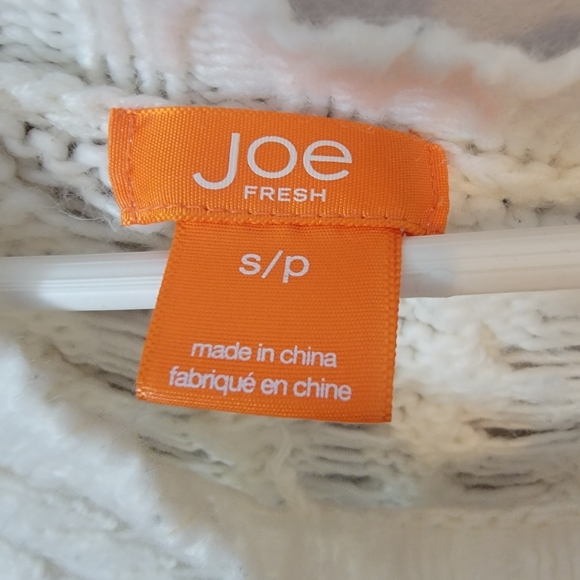 Joe
FRESH
s/p
made in china
fabriqué en chine